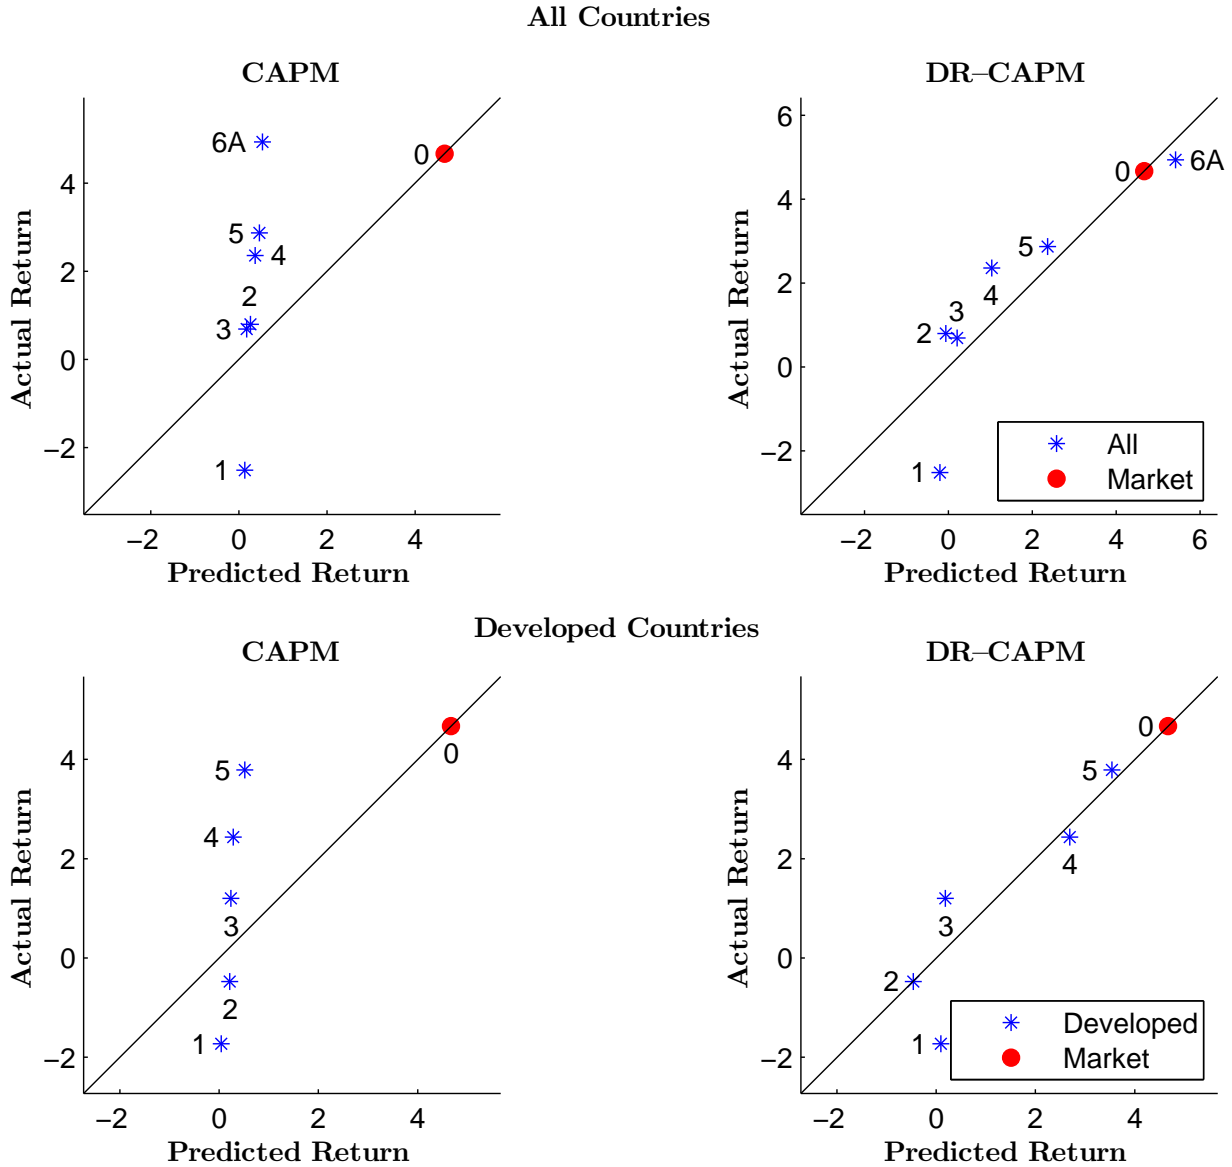 All Countries
CAPM
Actual Return
4
2
0
−2
6A
5
4
2
3
1
0
−2
0
2
4
Predicted Return
DR–CAPM
Actual Return
6
4
2
0
−2
0
6A
5
4
3
2
1
All
Market
−2
0
2
4
6
Predicted Return
Developed Countries
CAPM
Actual Return
4
2
0
−2
0
5
4
3
2
1
−2
0
2
4
Predicted Return
DR–CAPM
Actual Return
4
2
0
−2
0
5
4
3
2
1
Developed
Market
−2
0
2
4
Predicted Return